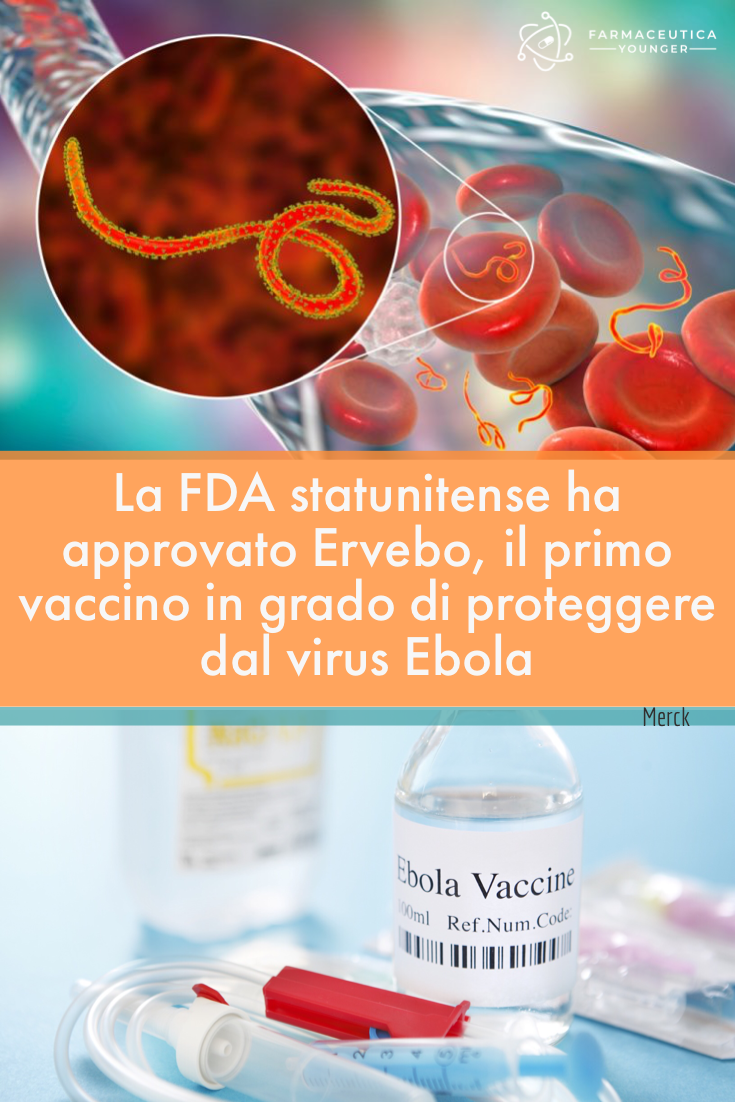 FARMACEUTICA
YOUNGER
La FDA statunitense ha
approvato Ervebo, il primo
vaccino in grado di proteggere
dal virus Ebola
Merck
Ebola Vaccine
100ml Ref.Num.Code: